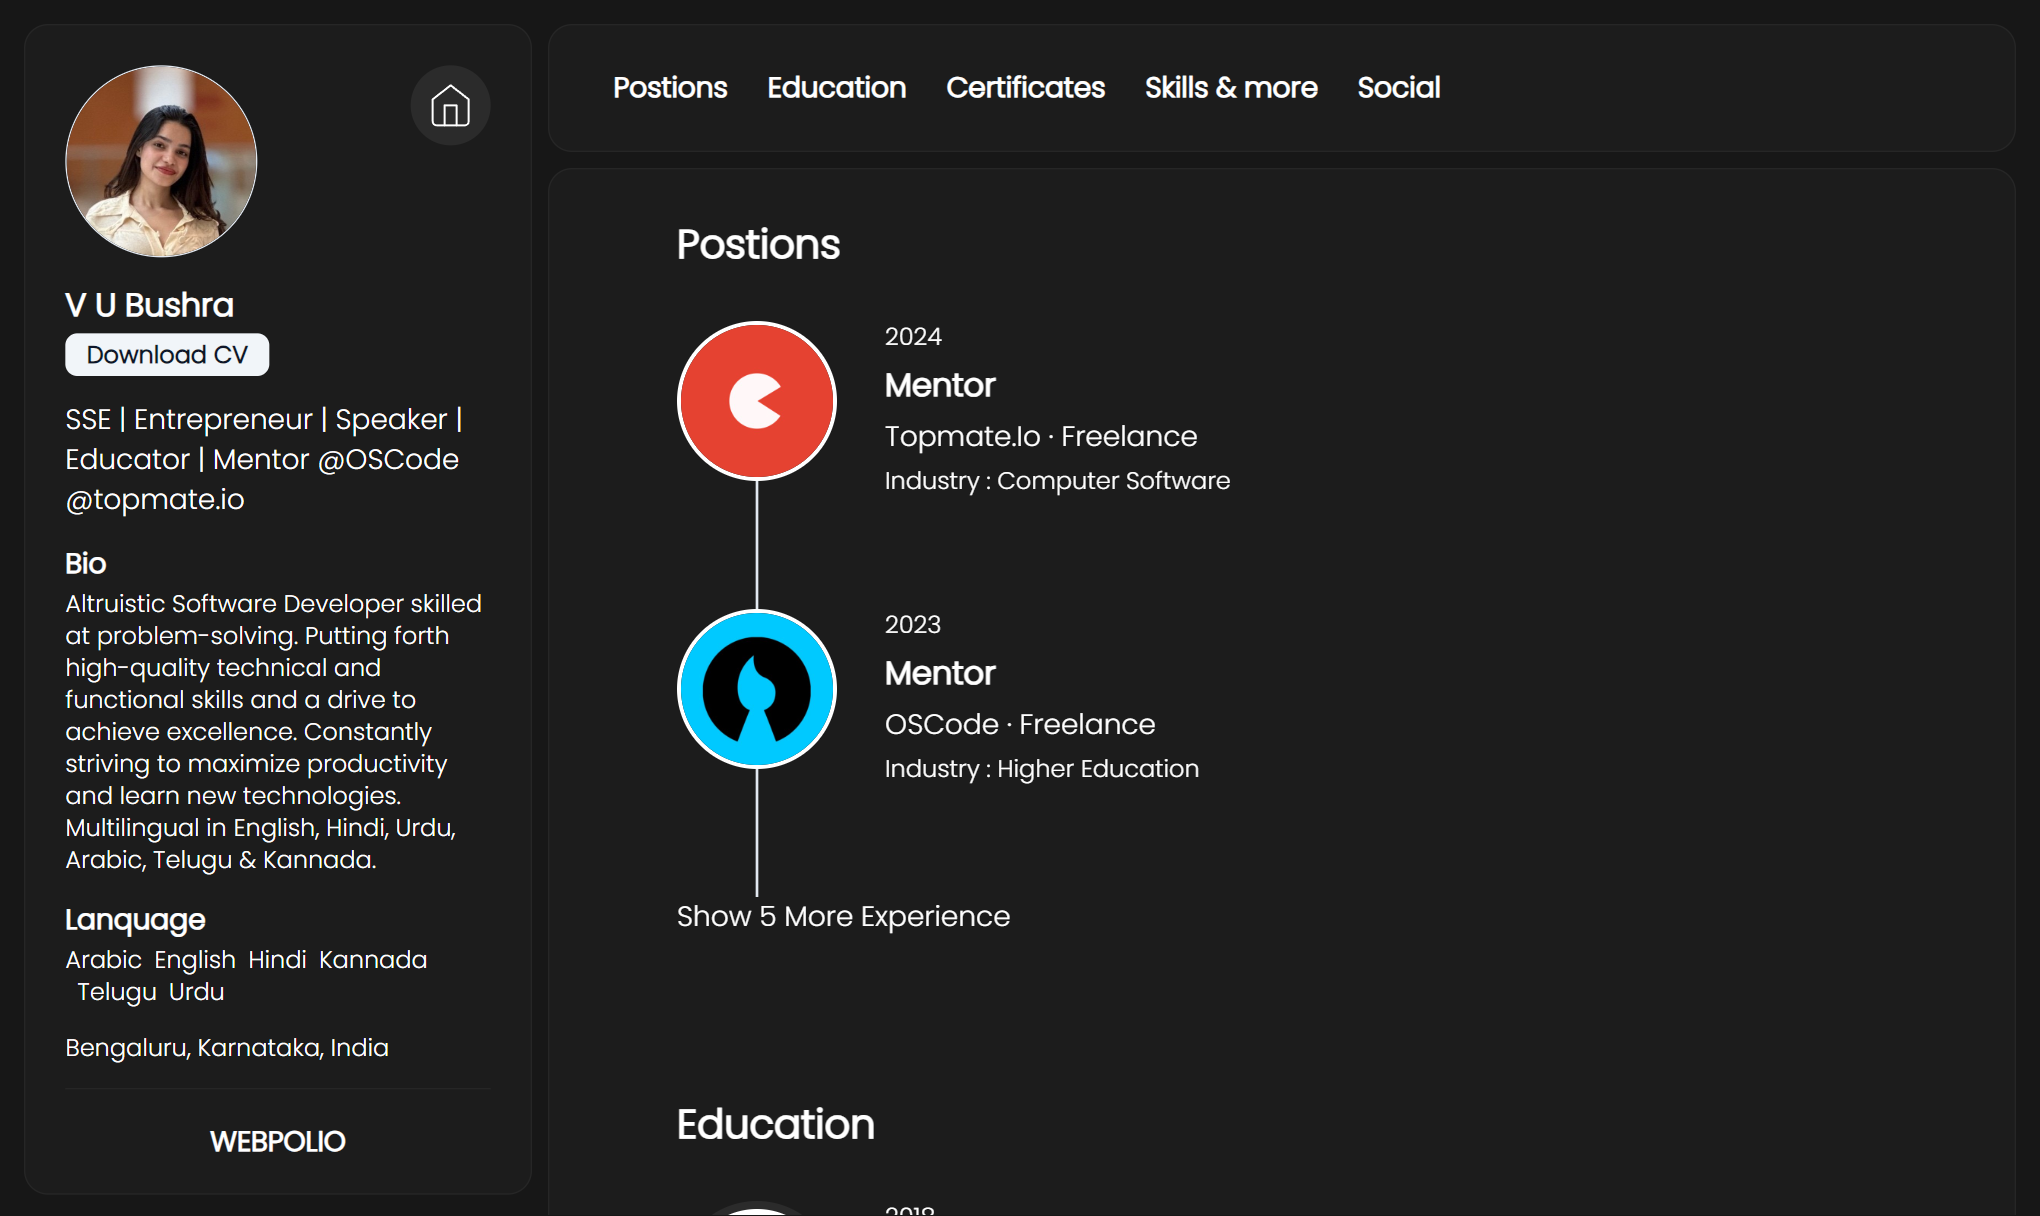 V U Bushra
Download CV
SSE | Entrepreneur | Speaker |
Educator | Mentor @OSCode
@topmate.io
Bio
Altruistic Software Developer skilled
at problem-solving. Putting forth
high-quality technical and
functional skills and a drive to
achieve excellence. Constantly
striving to maximize productivity
and learn new technologies.
Multilingual in English, Hindi, Urdu,
Arabic, Telugu & Kannada.
Lanquage
Arabic English Hindi Kannada
Telugu Urdu
Bengaluru, Karnataka, India
WEBPOLIO
Postions Education Certificates Skills & more Social
Postions
2024
Mentor
Topmate.Io · Freelance
Industry : Computer Software
2023
Mentor
OSCode · Freelance
Industry : Higher Education
Show 5 More Experience
Education
2018